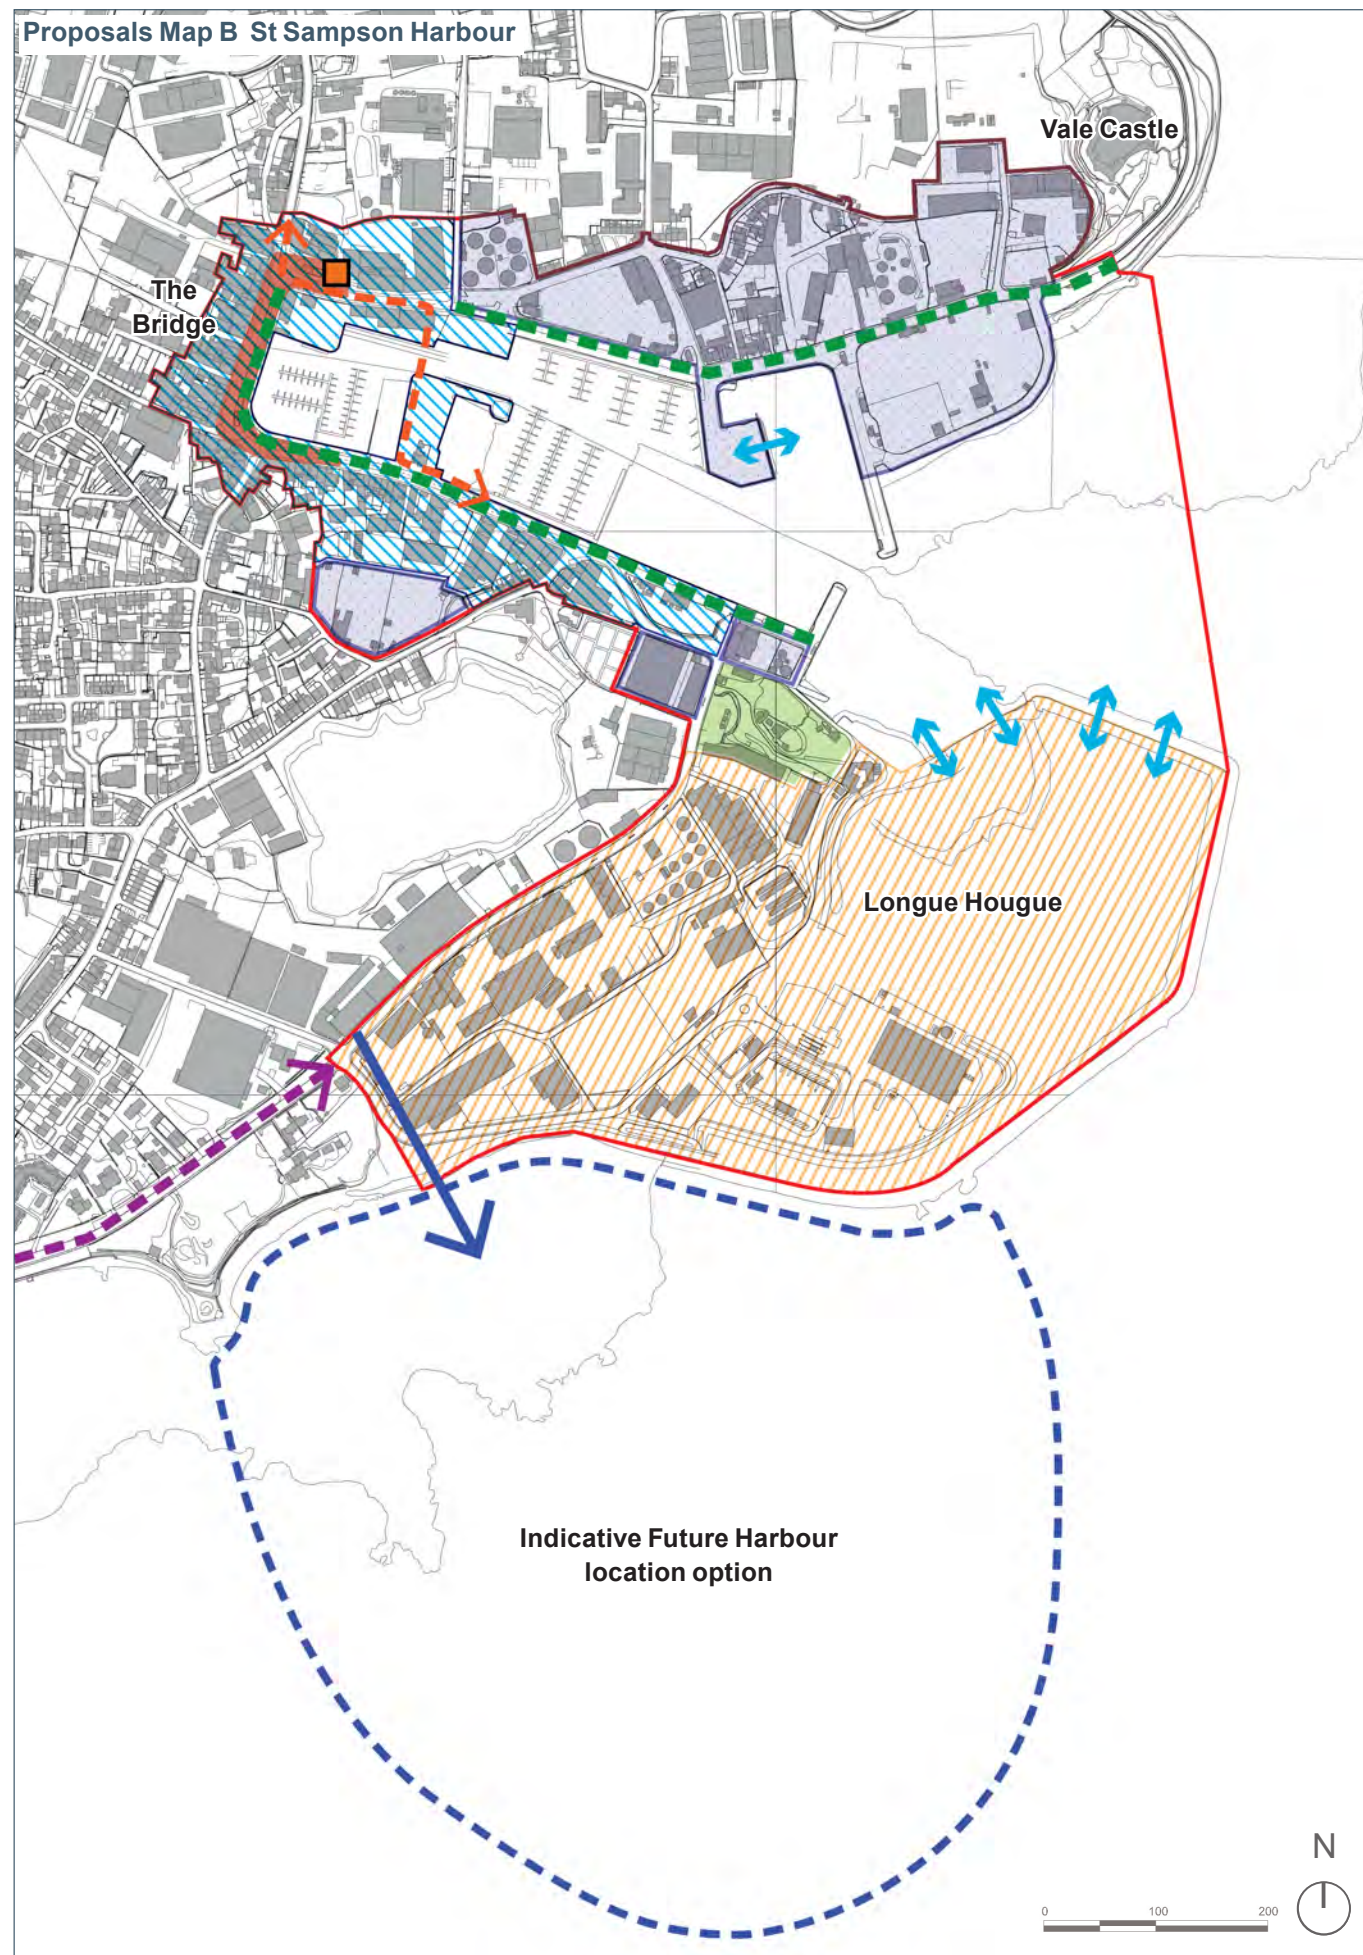 Proposals Map B St Sampson Harbour
Vale Castle
The
Bridge
Longue Hougue
Indicative Future Harbour
location option
N
0 100 200